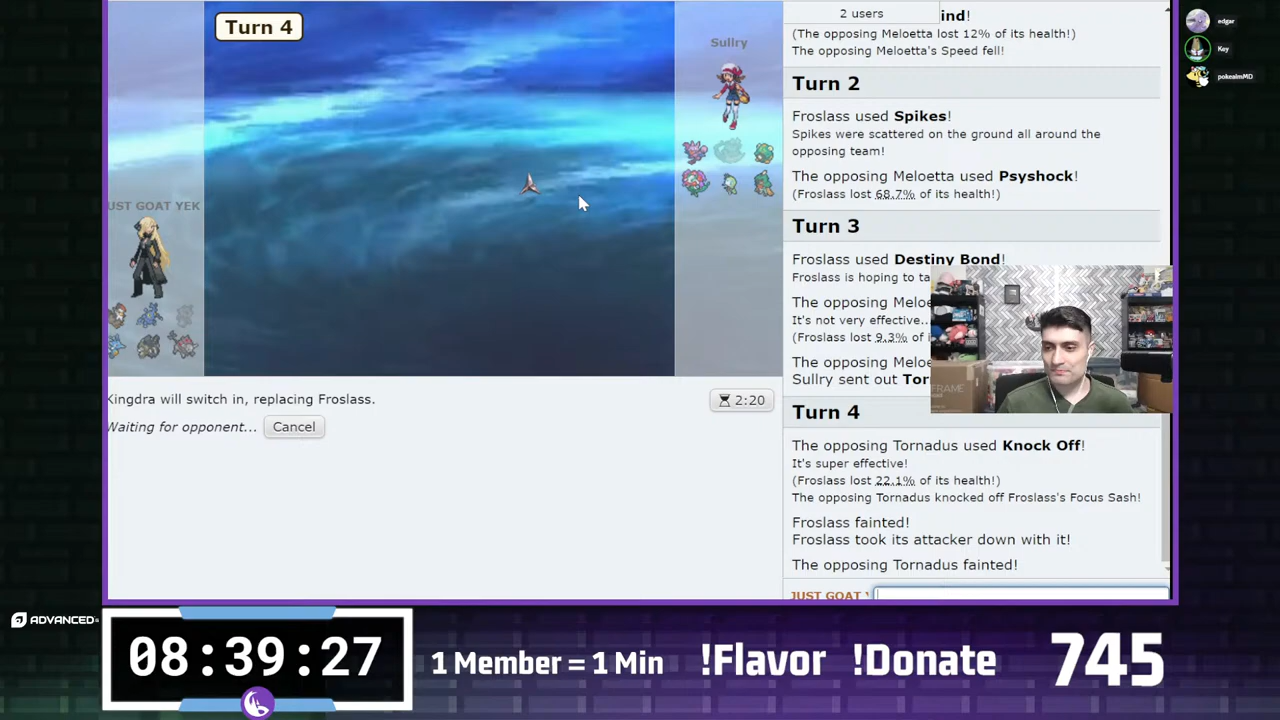 Turn 4
Sullry
UST GOAT YEK
Kingdra will switch in, replacing Froslass.
Waiting for opponent...
Cancel
2:20
2 users
ind!
(The opposing Meloetta lost 12% of its health!)
The opposing Meloetta's Speed fell!
Turn 2
Froslass used Spikes!
Spikes were scattered on the ground all around the
opposing team!
The opposing Meloetta used Psyshock!
(Froslass lost 68.7% of its health!)
Turn 3
Froslass used Destiny Bond!
Froslass is hoping to ta
The opposing Meloe
It's not very effective..
(Froslass lost 9.3% of
The opposing Meloe
Sullry sent out Tor
Turn 4
The opposing Tornadus used Knock Off!
It's super effective!
(Froslass lost 22.1% of its health!)
The opposing Tornadus knocked off Froslass's Focus Sash!
Froslass fainted!
Froslass took its attacker down with it!
The opposing Tornadus fainted!
JUST GOAT Y
edgar
Key
pokealmMD
ADVANCED
08:39:27
1 Member = 1 Min
!Flavor
!Donate
745